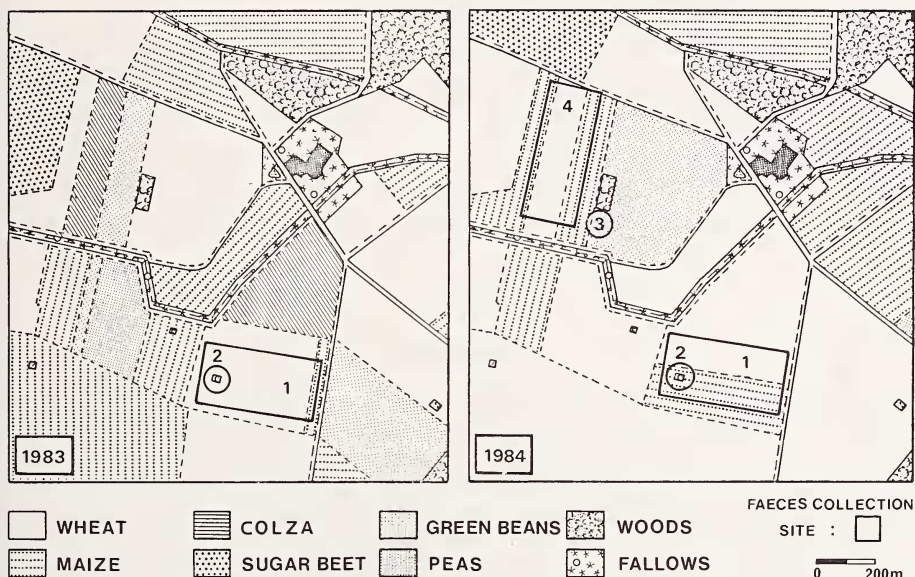 4
3
2
1
2
1
1983
1984
WHEAT COLZA GREEN BEANS WOODS
MAIZE SUGAR BEET PEAS FALLOWS
FAECES COLLECTION
SITE :
0 200m